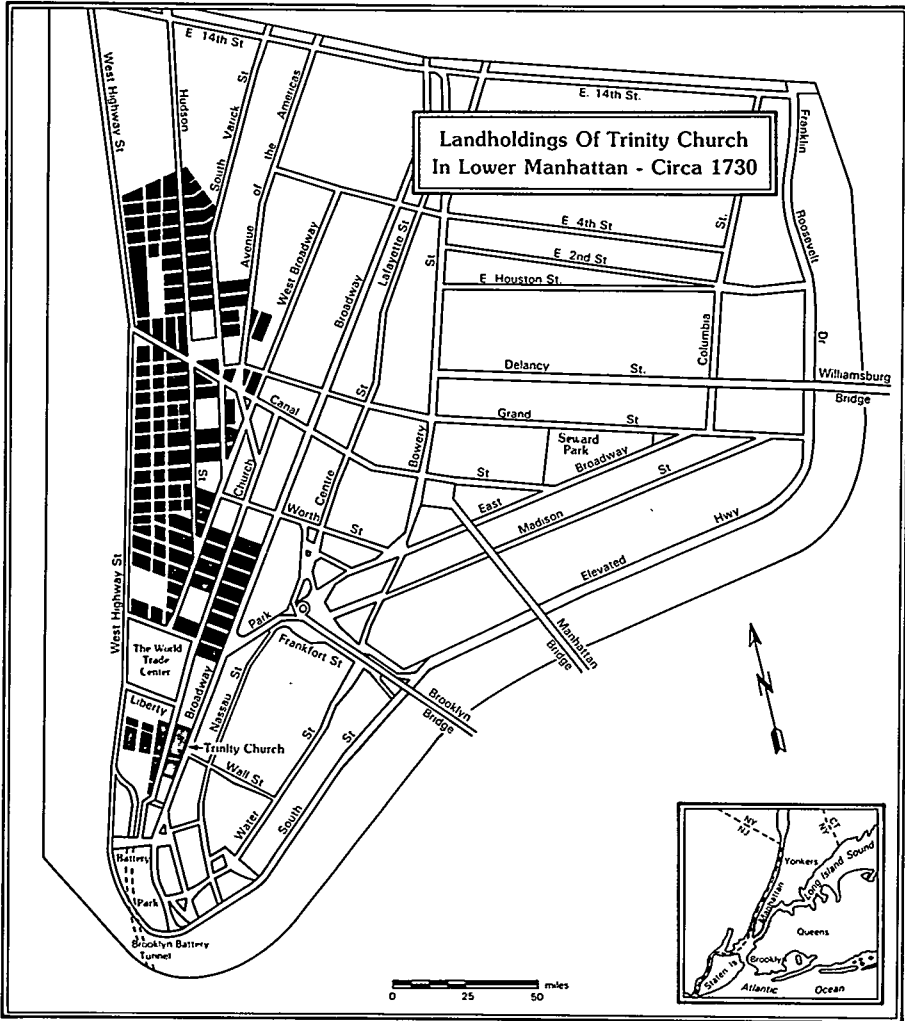 E 14th St
West Highway St
Hudson
South Varick St
Avenue of the Americas
E. 14th St.
Landholdings Of Trinity Church
In Lower Manhattan - Circa 1730
Franklin Roosevelt Dr
West Broadway
Broadway
Lafayette St
St
St.
E 4th St
E 2nd St
E Houston St.
Columbia
Delancy St.
Williamsburg
Bridge
Canal
St
Grand St
Bowery
Seward
Park
St
Church
Centre
St
Worth St
East Broadway
Madison St
Elevated Hwy
West Highway St
Park
Frankfort St
Manhattan
Bridge
The World
Trade
Center
Broadway
Nassau St
Brooklyn
Bridge
Liberty
Trinity Church
Wall St
Water St
South St
Battery
Park
Brooklyn Battery
Tunnel
N
miles
0 25 50
NY
NJ
CT
NY
Yonkers
Long Island Sound
Manhattan
Queens
Brookly
Staten Is
Atlantic Ocean